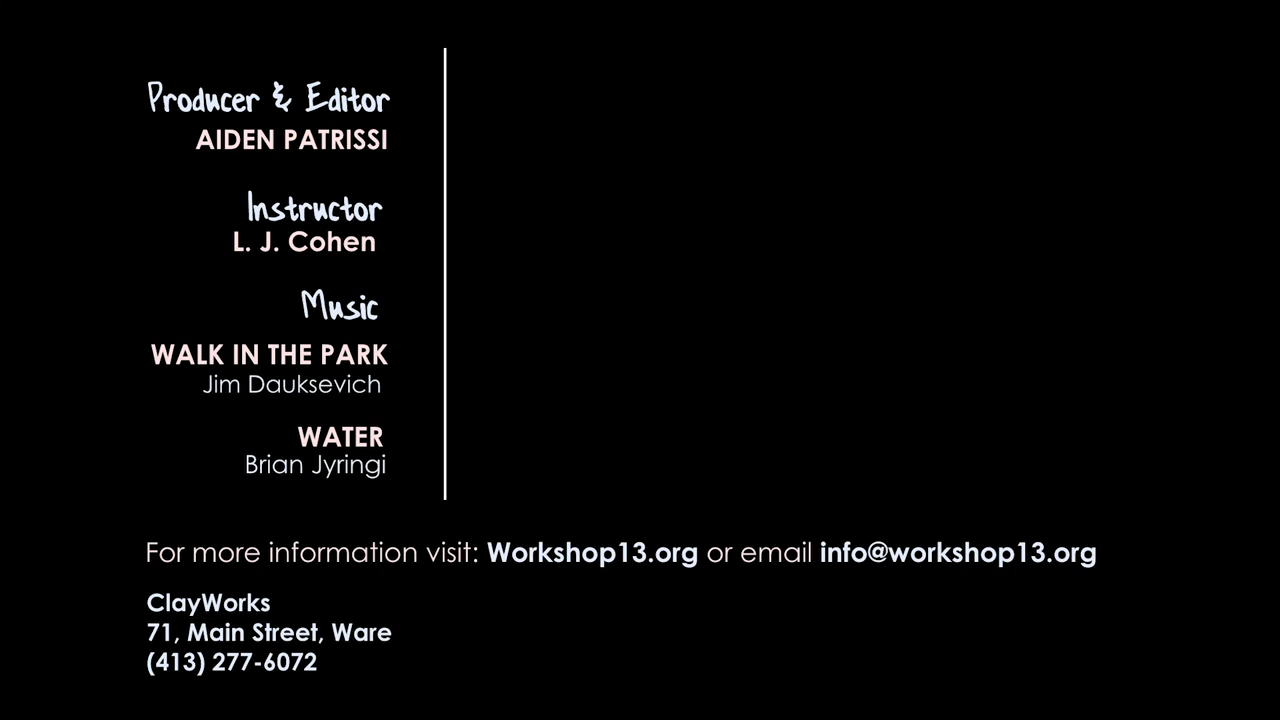 Producer & Editor
AIDEN PATRISSI
Instructor
L. J. Cohen
Music
WALK IN THE PARK
Jim Dauksevich
WATER
Brian Jyringi
For more information visit: Workshop13.org or email info@workshop13.org
ClayWorks
71, Main Street, Ware
(413) 277-6072